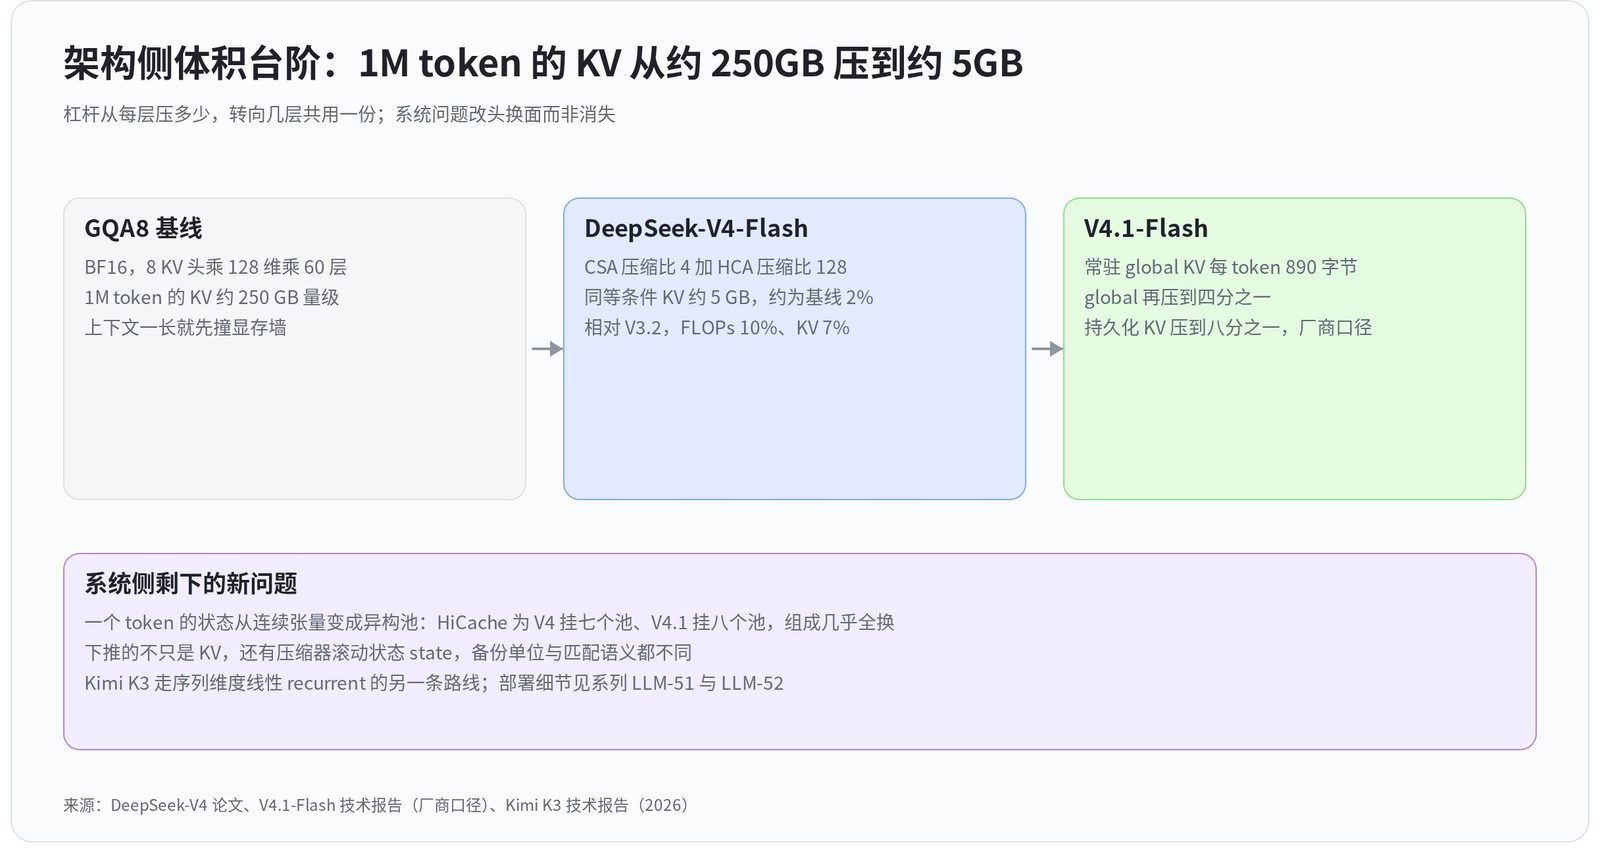 架构侧体积台阶：1M token 的 KV 从约 250GB 压到约 5GB
杠杆从每层压多少，转向几层共用一份；系统问题改头换面而非消失
GQA8 基线
BF16，8 KV 头乘 128 维乘 60 层
1M token 的 KV 约 250 GB 量级
上下文一长就先撞显存墙
DeepSeek-V4-Flash
CSA 压缩比 4 加 HCA 压缩比 128
同等条件 KV 约 5 GB，约为基线 2%
相对 V3.2，FLOPs 10%、KV 7%
V4.1-Flash
常驻 global KV 每 token 890 字节
global 再压到四分之一
持久化 KV 压到八分之一，厂商口径
系统侧剩下的新问题
一个 token 的状态从连续张量变成异构池：HiCache 为 V4 挂七个池、V4.1 挂八个池，组成几乎全换
下推的不只是 KV，还有压缩器滚动状态 state，备份单位与匹配语义都不同
Kimi K3 走序列维度线性 recurrent 的另一条路线；部署细节见系列 LLM-51 与 LLM-52
来源：DeepSeek-V4 论文、V4.1-Flash 技术报告（厂商口径）、Kimi K3 技术报告（2026）